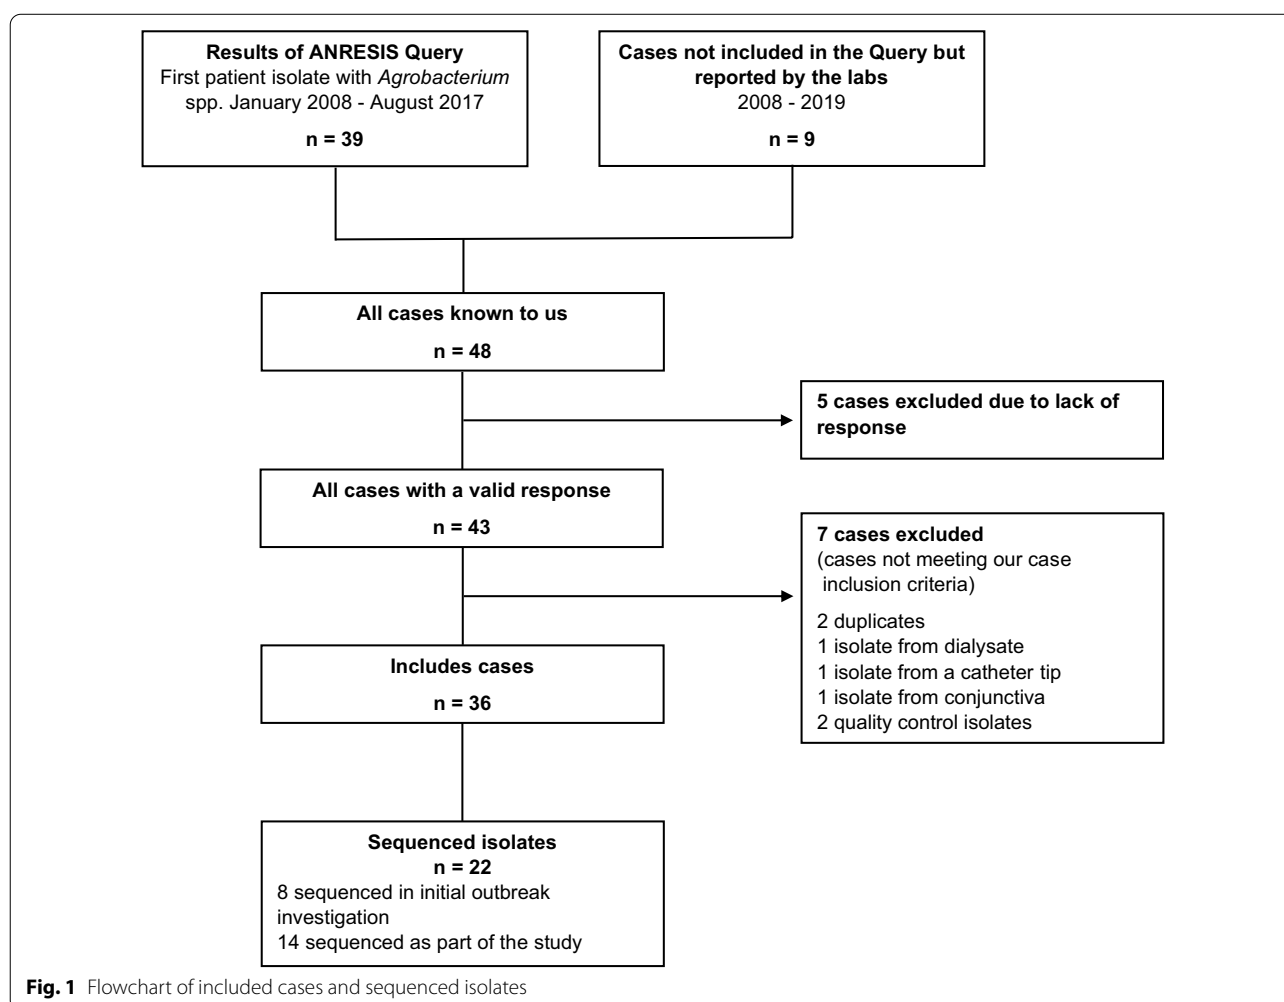 Results of ANRESIS Query
First patient isolate with Agrobacterium
spp. January 2008 - August 2017
n = 39
Cases not included in the Query but
reported by the labs
2008 - 2019
n = 9
All cases known to us
n = 48
5 cases excluded due to lack of
response
All cases with a valid response
n = 43
7 cases excluded
(cases not meeting our case
inclusion criteria)
2 duplicates
1 isolate from dialysate
1 isolate from a catheter tip
1 isolate from conjunctiva
2 quality control isolates
Includes cases
n = 36
Sequenced isolates
n = 22
8 sequenced in initial outbreak
investigation
14 sequenced as part of the study
Fig. 1 Flowchart of included cases and sequenced isolates